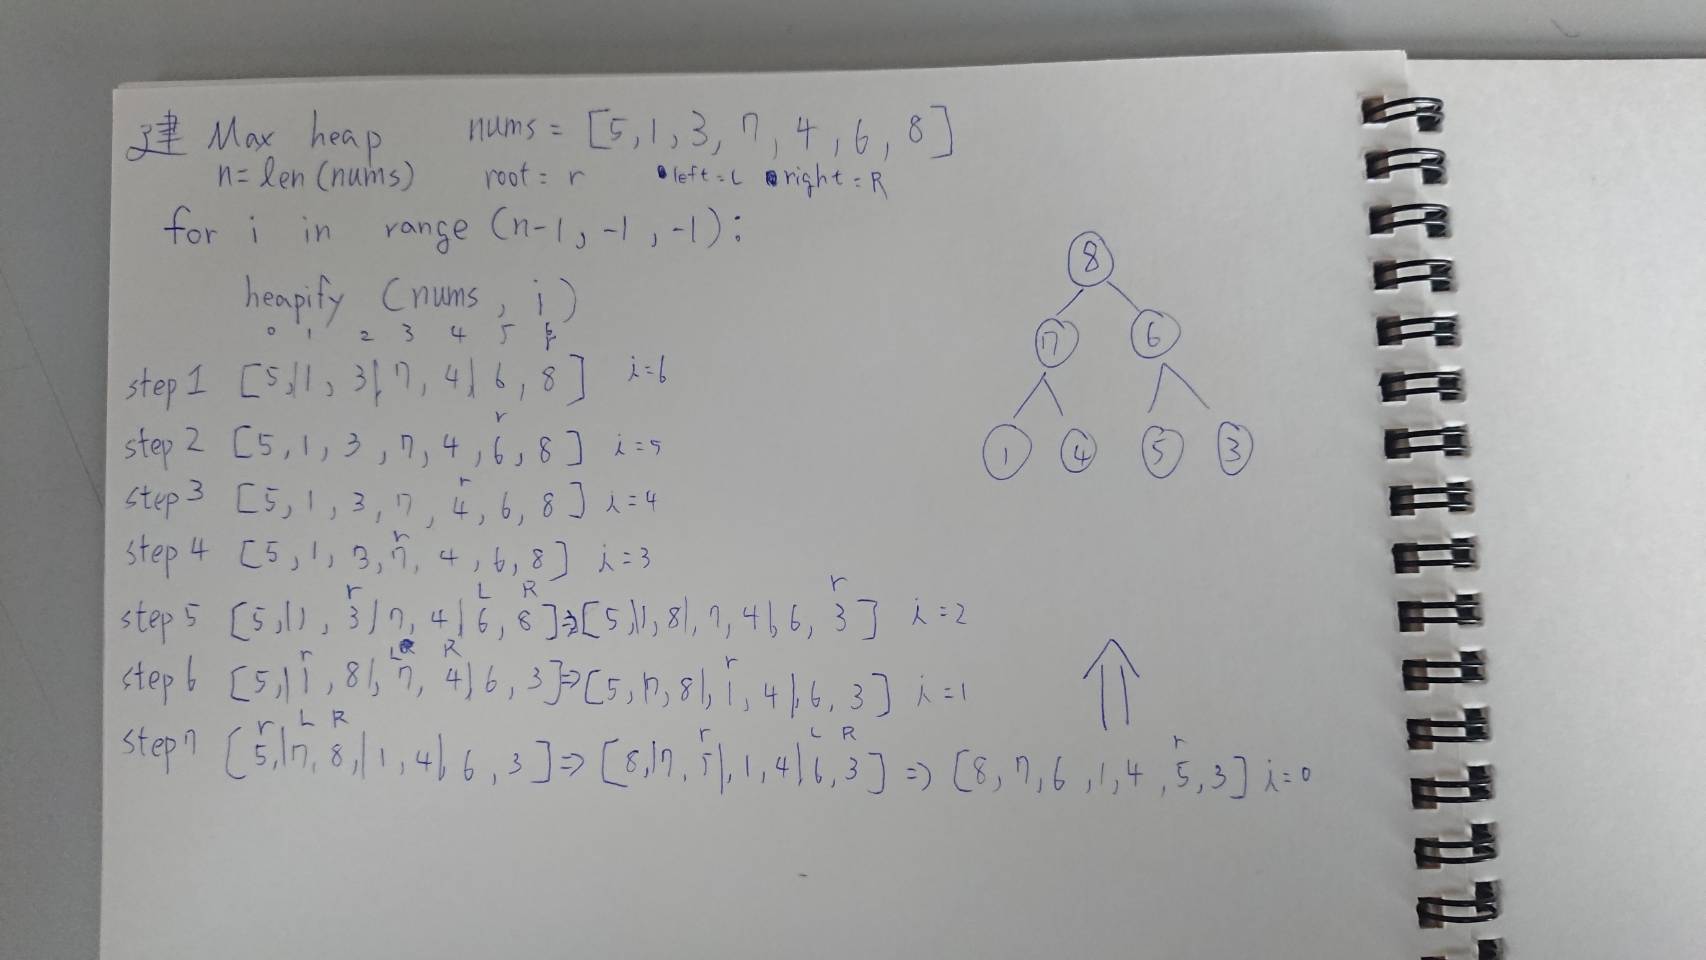 建 Max heap nums = [5,1,3,7,4,6,8]
n=len(nums) root = r left=L right=R
for i in range (n-1, -1, -1):
heapify (nums, i)
0 1 2 3 4 5 6
r
step 1 [5,|1, 3|,7, 4,|6, 8] i=6
r
step 2 [5,1,3,7,4,6,8] i=5
r
step 3 [5,1,3,7,4,6,8] i=4
r
step 4 [5,1,3,7,4,6,8] i=3
r L R r
step 5 [5,|1, 3|7, 4|6, 8]⇒[5,|1,8|,7,4|,6,3] i=2
r L R r
step 6 [5,|1, 8|,7, 4,|6, 3]⇒[5,|7,8|,1,4|,6,3] i=1
r L R r L R r
step 7 [5,|7,8,|1,4|,6,3]⇒[8,|7,5|,1,4|6,3]⇒[8,7,6,1,4,5,3] i=0
8
7 6
1 4 5 3